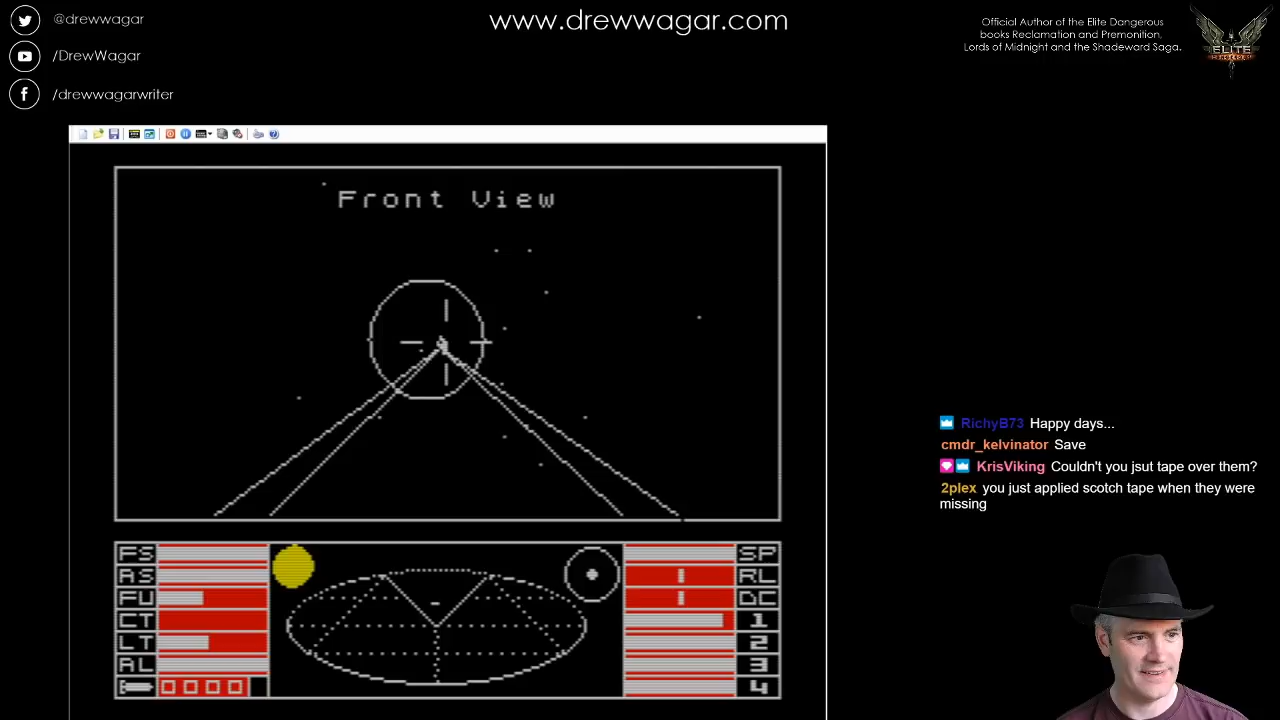 @drewwagar
/DrewWagar
/drewwagarwriter
www.drewwagar.com
Official Author of the Elite Dangerous
books Reclamation and Premonition.
Lords of Midnight and the Shadeward Saga.
ELITE
DANGEROUS
Front View
FS
AS
FU
CT
LT
AL
SP
RL
DC
1
2
3
4
RichyB73 Happy days...
cmdr_kelvinator Save
KrisViking Couldn't you jsut tape over them?
2plex you just applied scotch tape when they were
missing